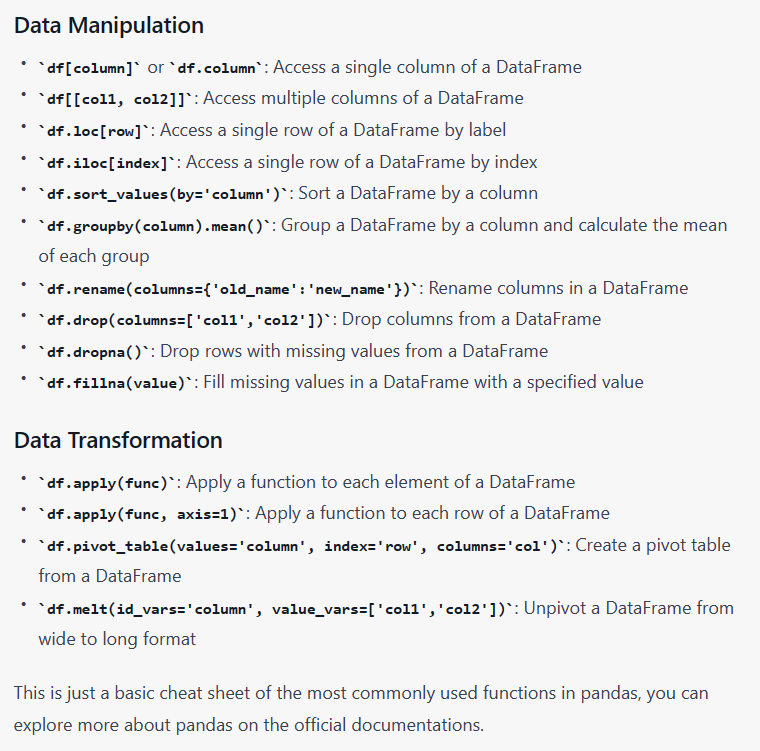 Data Manipulation
• `df[column]` or `df.column`: Access a single column of a DataFrame
• `df[[col1, col2]]`: Access multiple columns of a DataFrame
• `df.loc[row]`: Access a single row of a DataFrame by label
• `df.iloc[index]`: Access a single row of a DataFrame by index
• `df.sort_values(by='column')`: Sort a DataFrame by a column
• `df.groupby(column).mean()`: Group a DataFrame by a column and calculate the mean
of each group
• `df.rename(columns={'old_name':'new_name'})`: Rename columns in a DataFrame
• `df.drop(columns=['col1','col2'])`: Drop columns from a DataFrame
• `df.dropna()`: Drop rows with missing values from a DataFrame
• `df.fillna(value)`: Fill missing values in a DataFrame with a specified value
Data Transformation
• `df.apply(func)`: Apply a function to each element of a DataFrame
• `df.apply(func, axis=1)`: Apply a function to each row of a DataFrame
• `df.pivot_table(values='column', index='row', columns='col')`: Create a pivot table
from a DataFrame
• `df.melt(id_vars='column', value_vars=['col1','col2'])`: Unpivot a DataFrame from
wide to long format
This is just a basic cheat sheet of the most commonly used functions in pandas, you can
explore more about pandas on the official documentations.